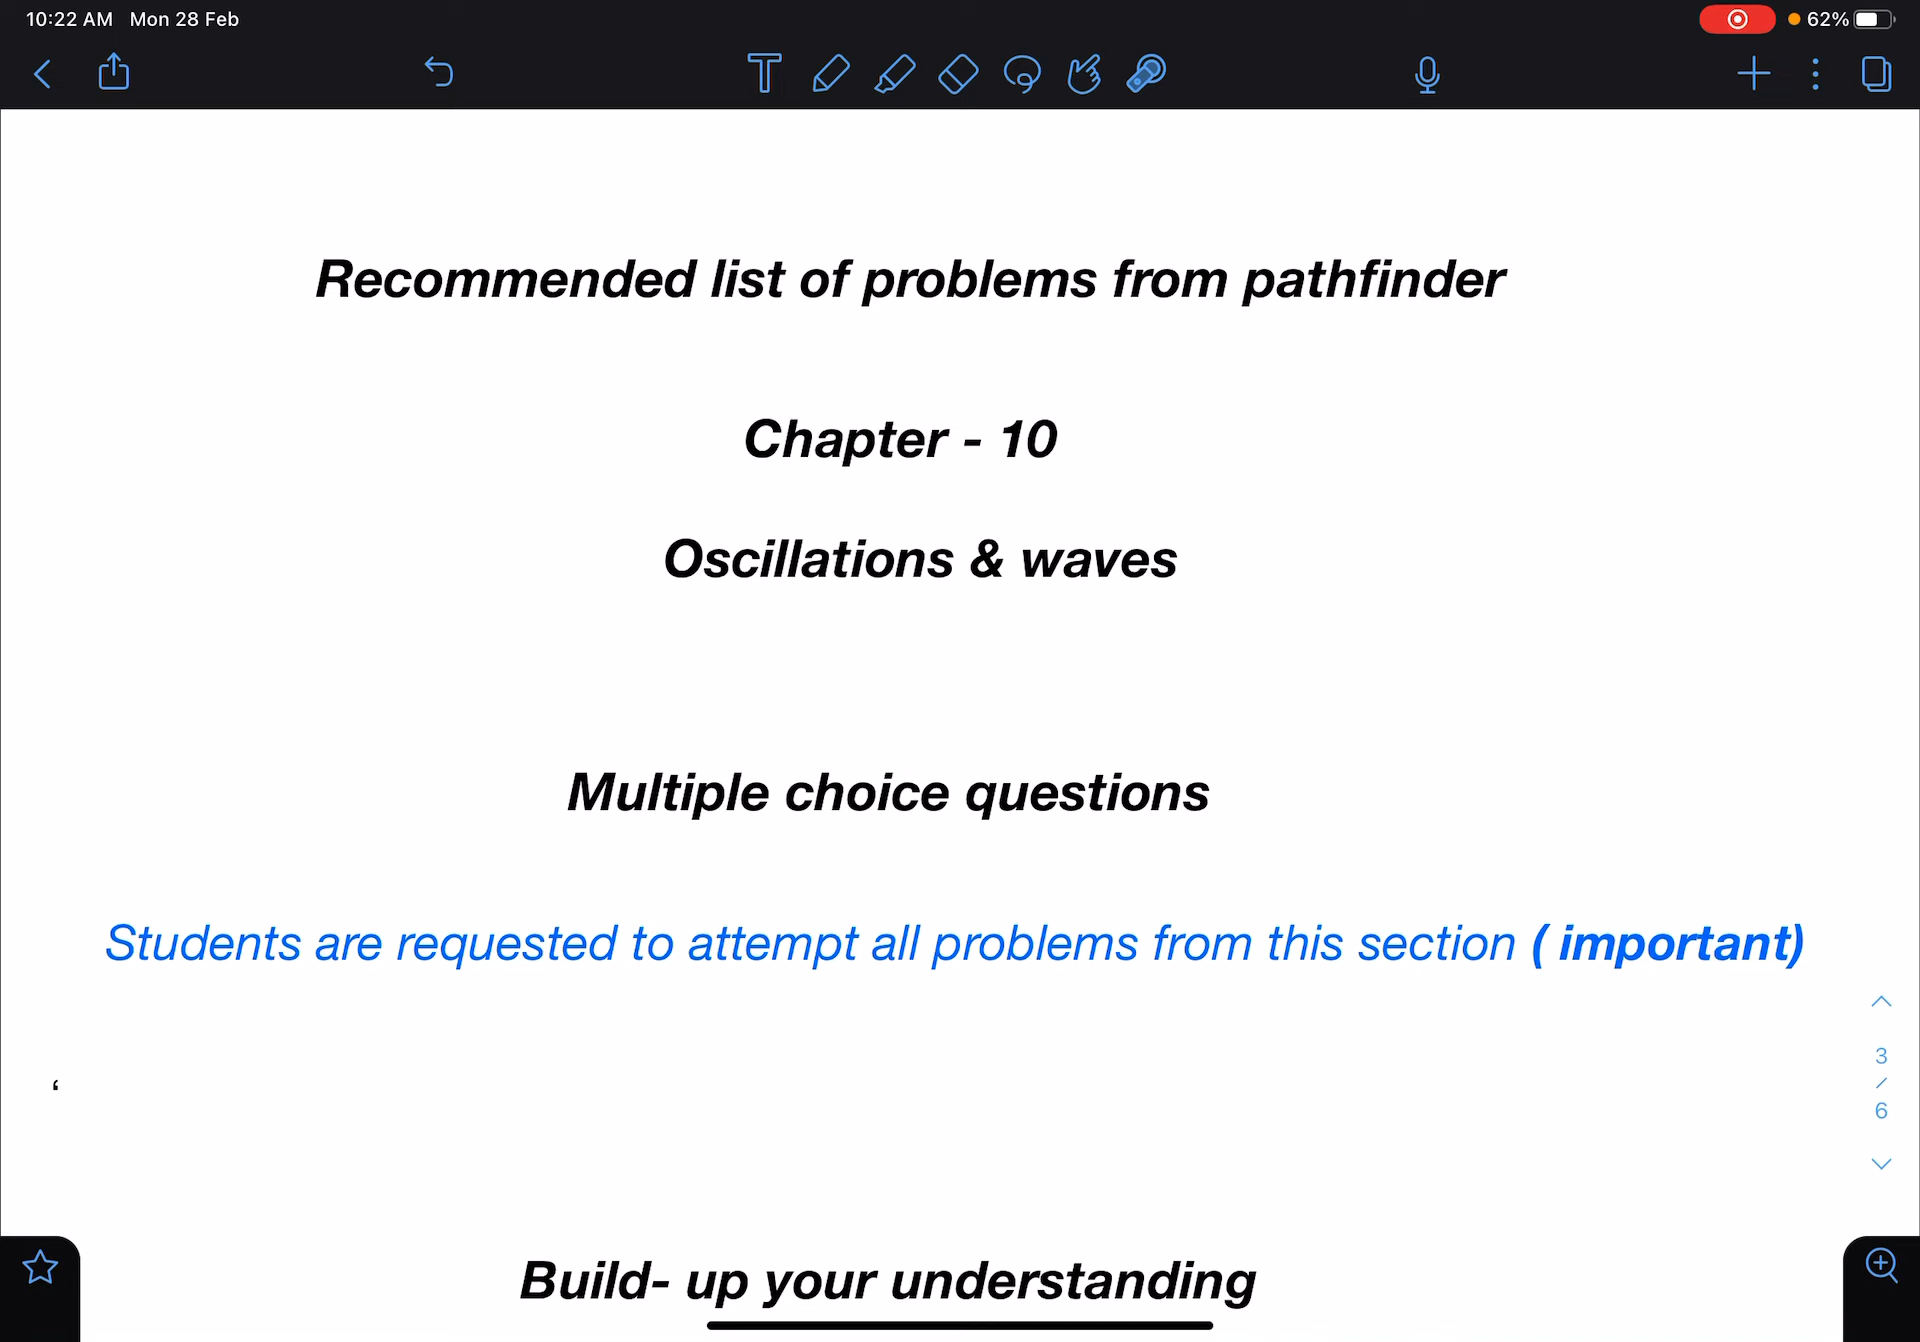 10:22 AM Mon 28 Feb
62%
Recommended list of problems from pathfinder
Chapter - 10
Oscillations & waves
Multiple choice questions
Students are requested to attempt all problems from this section ( important)
‘
3
/
6
Build- up your understanding